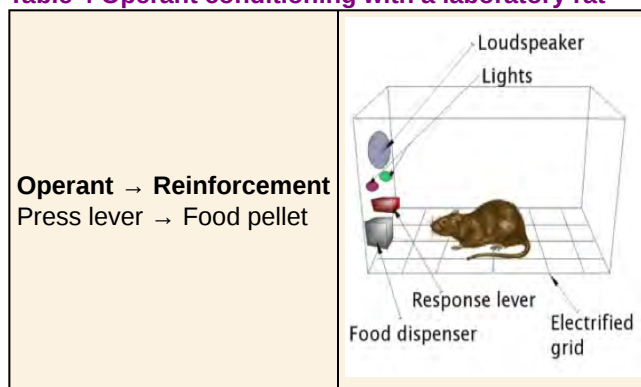 Table 4 Operant conditioning with a laboratory rat
Operant → Reinforcement
Press lever → Food pellet
Loudspeaker
Lights
Response lever
Food dispenser
Electrified
grid